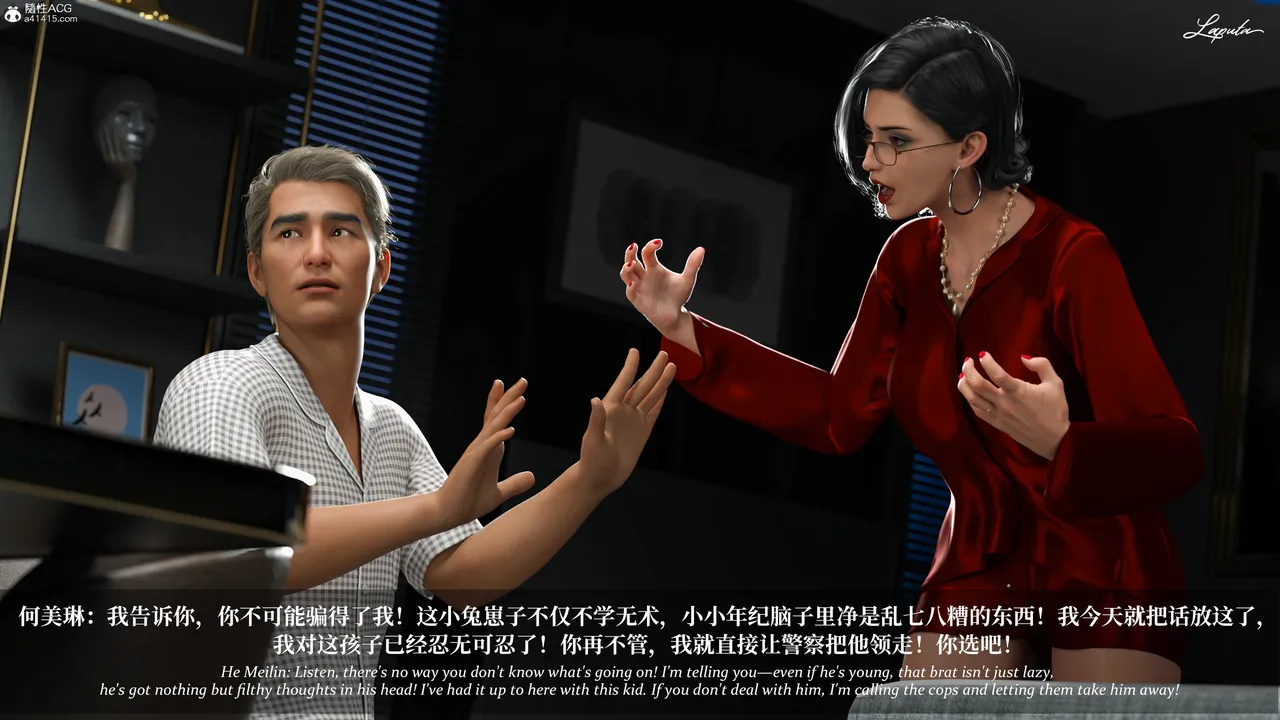 隨性ACG
a41415.com
Laputa
何美琳：我告诉你，你不可能骗得了我！这小兔崽子不仅不学无术，小小年纪脑子里净是乱七八糟的东西！我今天就把话放这了，
我对这孩子已经忍无可忍了！你再不管，我就直接让警察把他领走！你选吧！
He Meilin: Listen, there's no way you don't know what's going on! I'm telling you—even if he's young, that brat isn't just lazy,
he's got nothing but filthy thoughts in his head! I've had it up to here with this kid. If you don't deal with him, I'm calling the cops and letting them take him away!